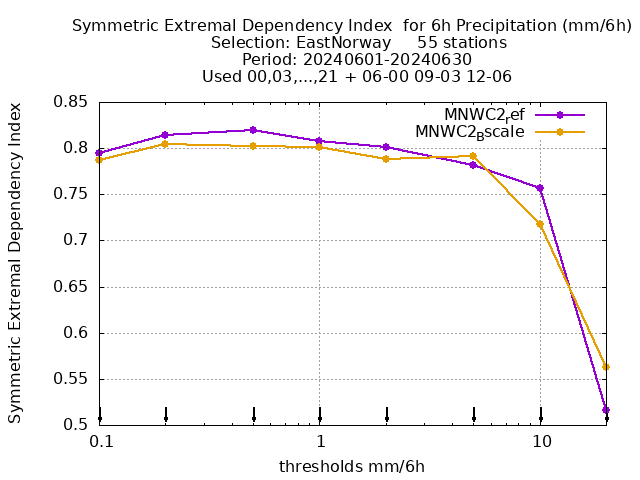 Symmetric Extremal Dependency Index  for 6h Precipitation (mm/6h)
Selection: EastNorway     55 stations
Period: 20240601-20240630
Used 00,03,...,21 + 06-00 09-03 12-06
Symmetric Extremal Dependency Index
MNWC2ref
MNWC2Bscale
0.85
0.8
0.75
0.7
0.65
0.6
0.55
0.5
0.1 1 10
thresholds mm/6h